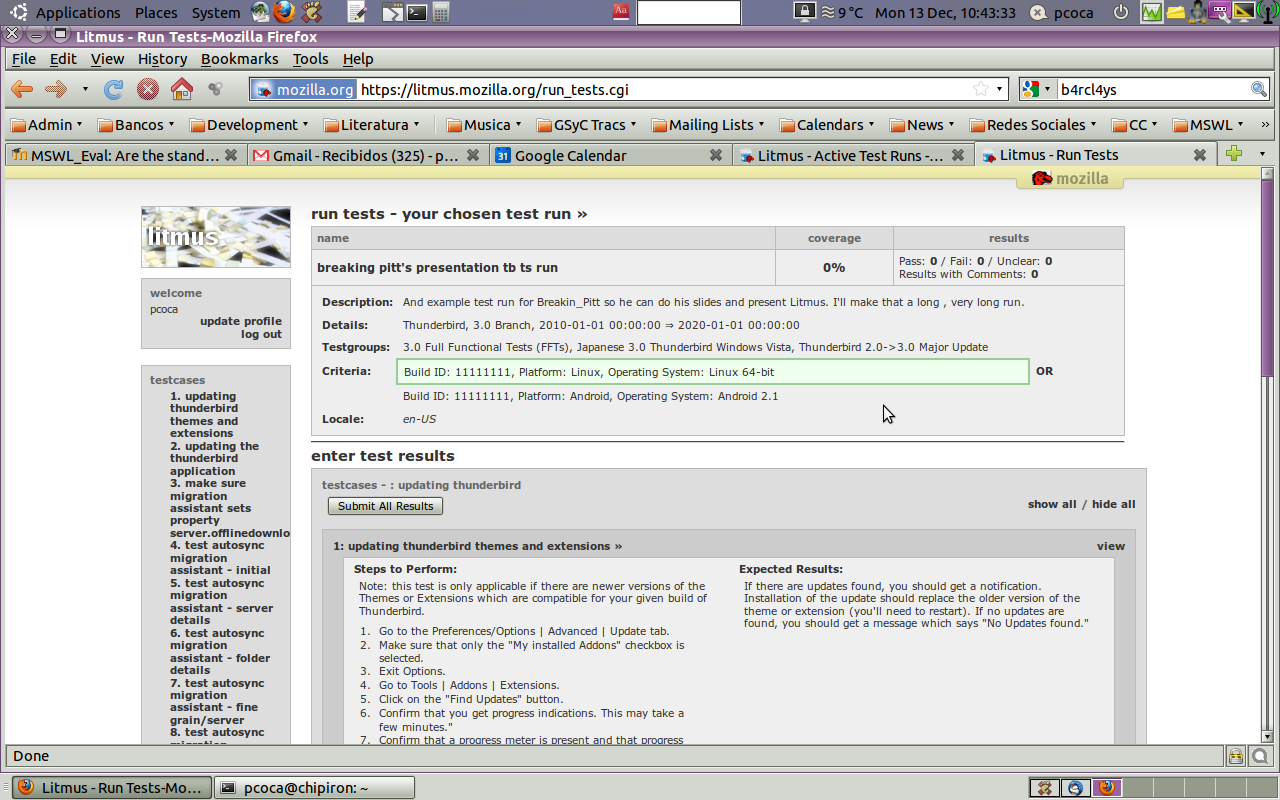 Applications Places System Aa 9 °C Mon 13 Dec, 10:43:33 pcoca
Litmus - Run Tests-Mozilla Firefox
File Edit View History Bookmarks Tools Help
mozilla.org https://litmus.mozilla.org/run_tests.cgi b4rcl4ys
Admin Bancos Development Literatura Musica GSyC Tracs Mailing Lists Calendars News Redes Sociales CC MSWL »
MSWL_Eval: Are the stand... Gmail - Recibidos (325) - p... 31 Google Calendar Litmus - Active Test Runs -... Litmus - Run Tests
mozilla
litmus
welcome
pcoca
update profile
log out
testcases
1. updating
thunderbird
themes and
extensions
2. updating the
thunderbird
application
3. make sure
migration
assistant sets
property
server.offlinedownlo
4. test autosync
migration
assistant - initial
5. test autosync
migration
assistant - server
details
6. test autosync
migration
assistant - folder
details
7. test autosync
migration
assistant - fine
grain/server
8. test autosync
migration
run tests - your chosen test run »
name coverage results
breaking pitt's presentation tb ts run 0% Pass: 0 / Fail: 0 / Unclear: 0
Results with Comments: 0
Description: And example test run for Breakin_Pitt so he can do his slides and present Litmus. I'll make that a long , very long run.
Details: Thunderbird, 3.0 Branch, 2010-01-01 00:00:00 ⇒ 2020-01-01 00:00:00
Testgroups: 3.0 Full Functional Tests (FFTs), Japanese 3.0 Thunderbird Windows Vista, Thunderbird 2.0->3.0 Major Update
Criteria: Build ID: 11111111, Platform: Linux, Operating System: Linux 64-bit OR
Build ID: 11111111, Platform: Android, Operating System: Android 2.1
Locale: en-US
enter test results
testcases - : updating thunderbird
Submit All Results show all / hide all
1: updating thunderbird themes and extensions » view
Steps to Perform:
Note: this test is only applicable if there are newer versions of the
Themes or Extensions which are compatible for your given build of
Thunderbird.
1. Go to the Preferences/Options | Advanced | Update tab.
2. Make sure that only the "My installed Addons" checkbox is
selected.
3. Exit Options.
4. Go to Tools | Addons | Extensions.
5. Click on the "Find Updates" button.
6. Confirm that you get progress indications. This may take a
few minutes."
7. Confirm that a progress meter is present and that progress
Expected Results:
If there are updates found, you should get a notification.
Installation of the update should replace the older version of the
theme or extension (you'll need to restart). If no updates are
found, you should get a message which says "No Updates found."
Done
Litmus - Run Tests-Mo... pcoca@chipiron: ~